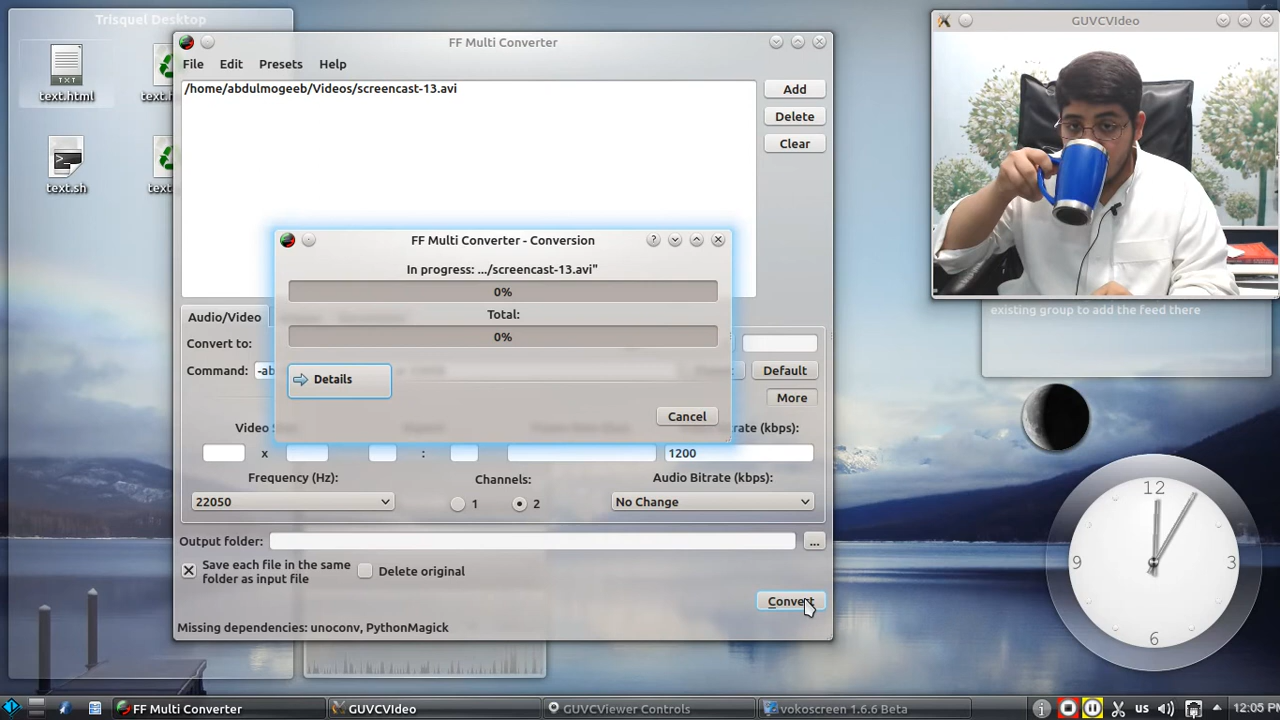 Trisquel Desktop
text.html
text.h
text.sh
text.
FF Multi Converter
File Edit Presets Help
/home/abdulmogeeb/Videos/screencast-13.avi
Add
Delete
Clear
FF Multi Converter - Conversion
In progress: .../screencast-13.avi"
0%
Total:
0%
Details
Cancel
Audio/Video
Convert to:
Command: -ab
Default
More
Video
rate (kbps):
x : 1200
Frequency (Hz): Channels: Audio Bitrate (kbps):
22050 1 2 No Change
Output folder: ...
Save each file in the same
folder as input file
Delete original
Convert
Missing dependencies: unoconv, PythonMagick
GUVCVIdeo
existing group to add the feed there
12
3
6
9
FF Multi Converter GUVCVIdeo GUVCViewer Controls vokoscreen 1.6.6 Beta us 12:05 PM